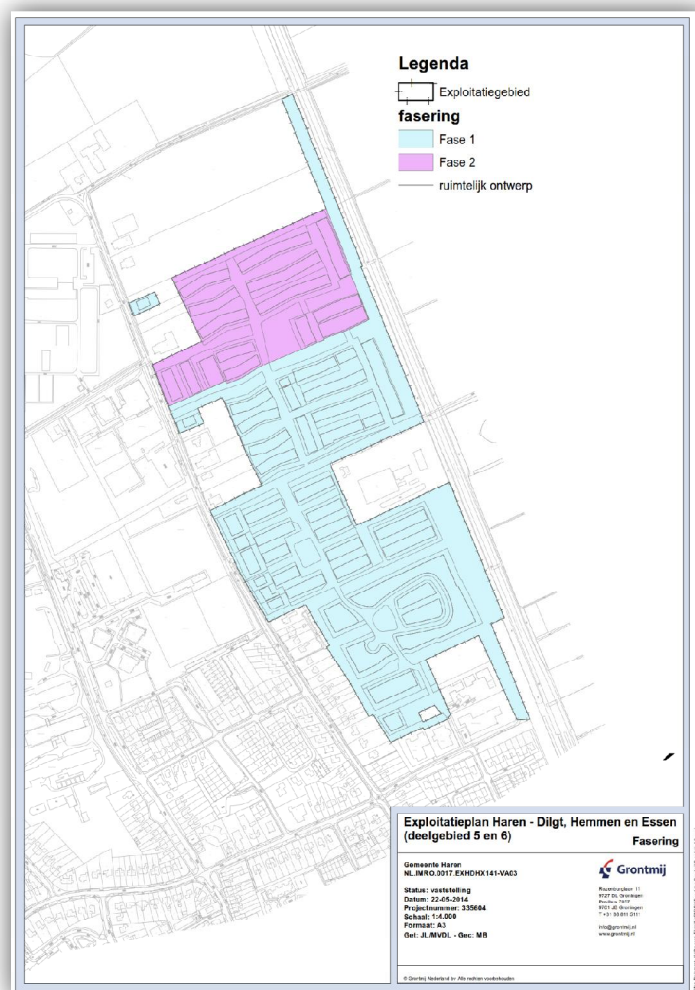 Legenda
Exploitatiegebied
fasering
Fase 1
Fase 2
ruimtelijk ontwerp
Exploitatieplan Haren - Dilgt, Hemmen en Essen
(deelgebied 5 en 6)
Fasering
Gemeente Haren
NL.IMRO.0017.EXHDHX141-VA03
Status: vaststelling
Datum: 22-05-2014
Projectnummer: 335604
Schaal: 1:4.000
Formaat: A3
Get: JL/MVDL - Gec: MB
Grontmij
info@grontmij.nl
www.grontmij.nl
© Grontmij Nederland bv. Alle rechten voorbehouden